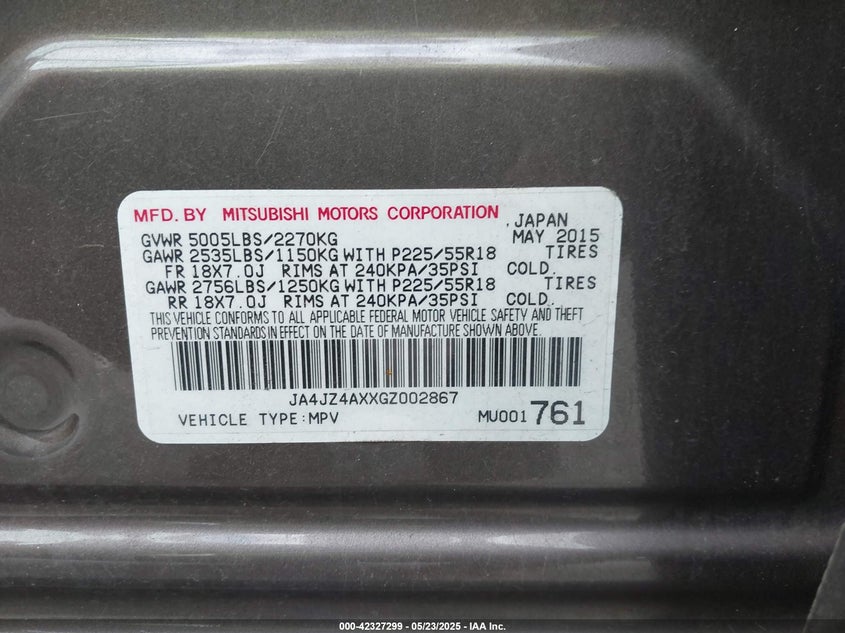 MFD. BY MITSUBISHI MOTORS CORPORATION , JAPAN
GVWR 5005LBS/2270KG MAY 2015
GAWR 2535LBS/1150KG WITH P225/55R18 TIRES
FR 18X7.0J RIMS AT 240KPA/35PSI COLD.
GAWR 2756LBS/1250KG WITH P225/55R18 TIRES
RR 18X7.0J RIMS AT 240KPA/35PSI COLD.
THIS VEHICLE CONFORMS TO ALL APPLICABLE FEDERAL MOTOR VEHICLE SAFETY AND THEFT
PREVENTION STANDARDS IN EFFECT ON THE DATE OF MANUFACTURE SHOWN ABOVE.
JA4JZ4AXXGZ002867
VEHICLE TYPE:MPV MU001 761
000-42327299 - 05/23/2025 - IAA Inc.